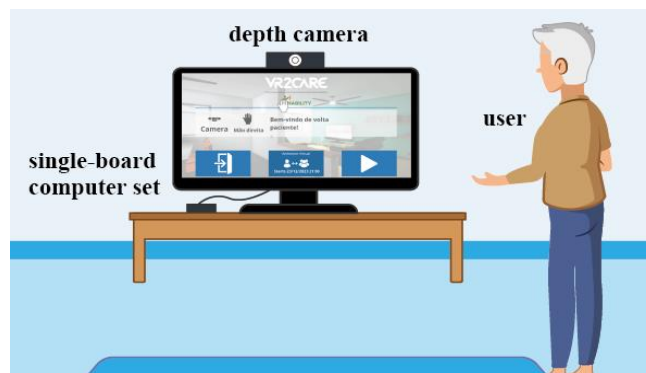 depth camera
VR2CARE
Camera
Mão direita
Bem-vindo de volta
paciente!
user
single-board
computer set